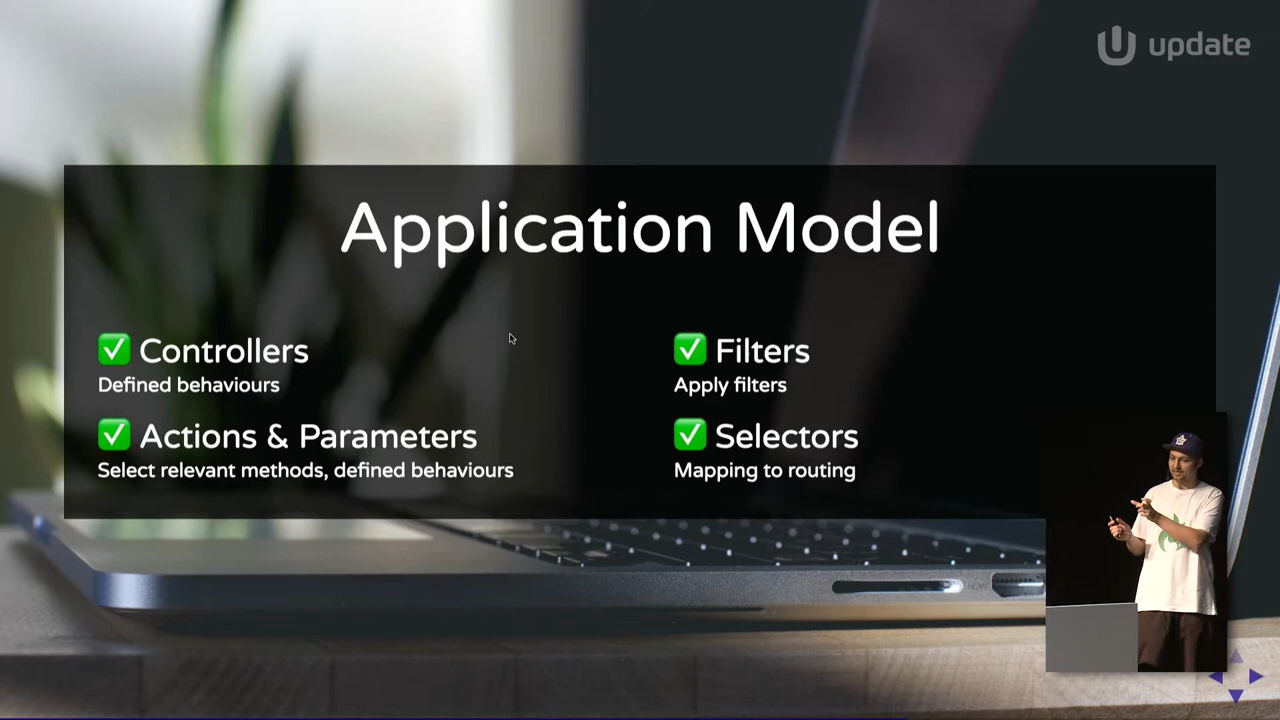 update
Application Model
✅ Controllers
Defined behaviours
✅ Actions & Parameters
Select relevant methods, defined behaviours
✅ Filters
Apply filters
✅ Selectors
Mapping to routing